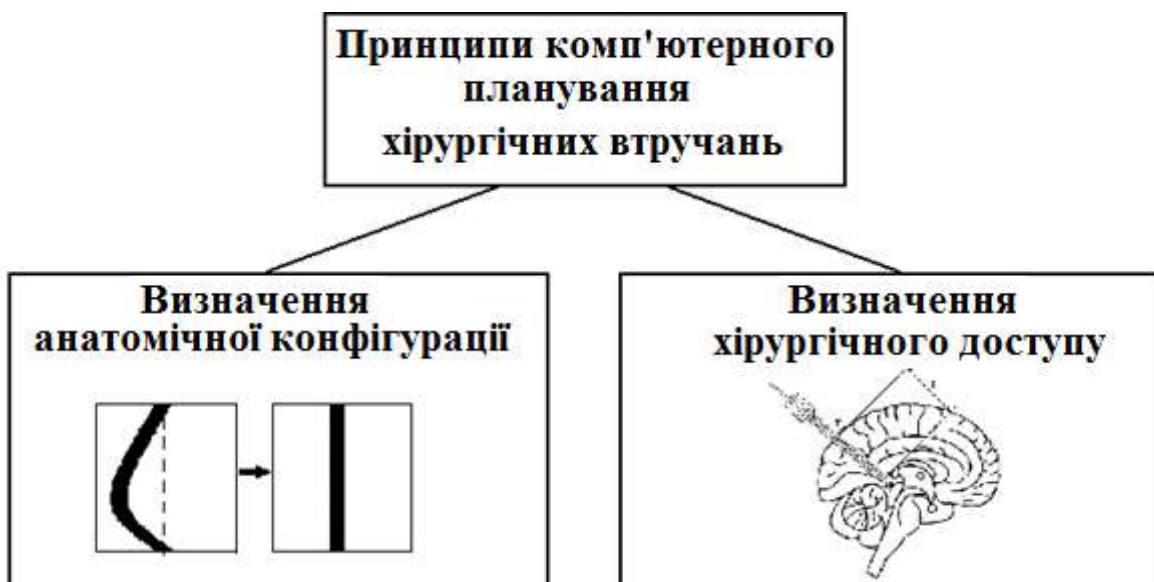 Принципи комп'ютерного
планування
хірургічних втручань
Визначення
анатомічної конфігурації
Визначення
хірургічного доступу